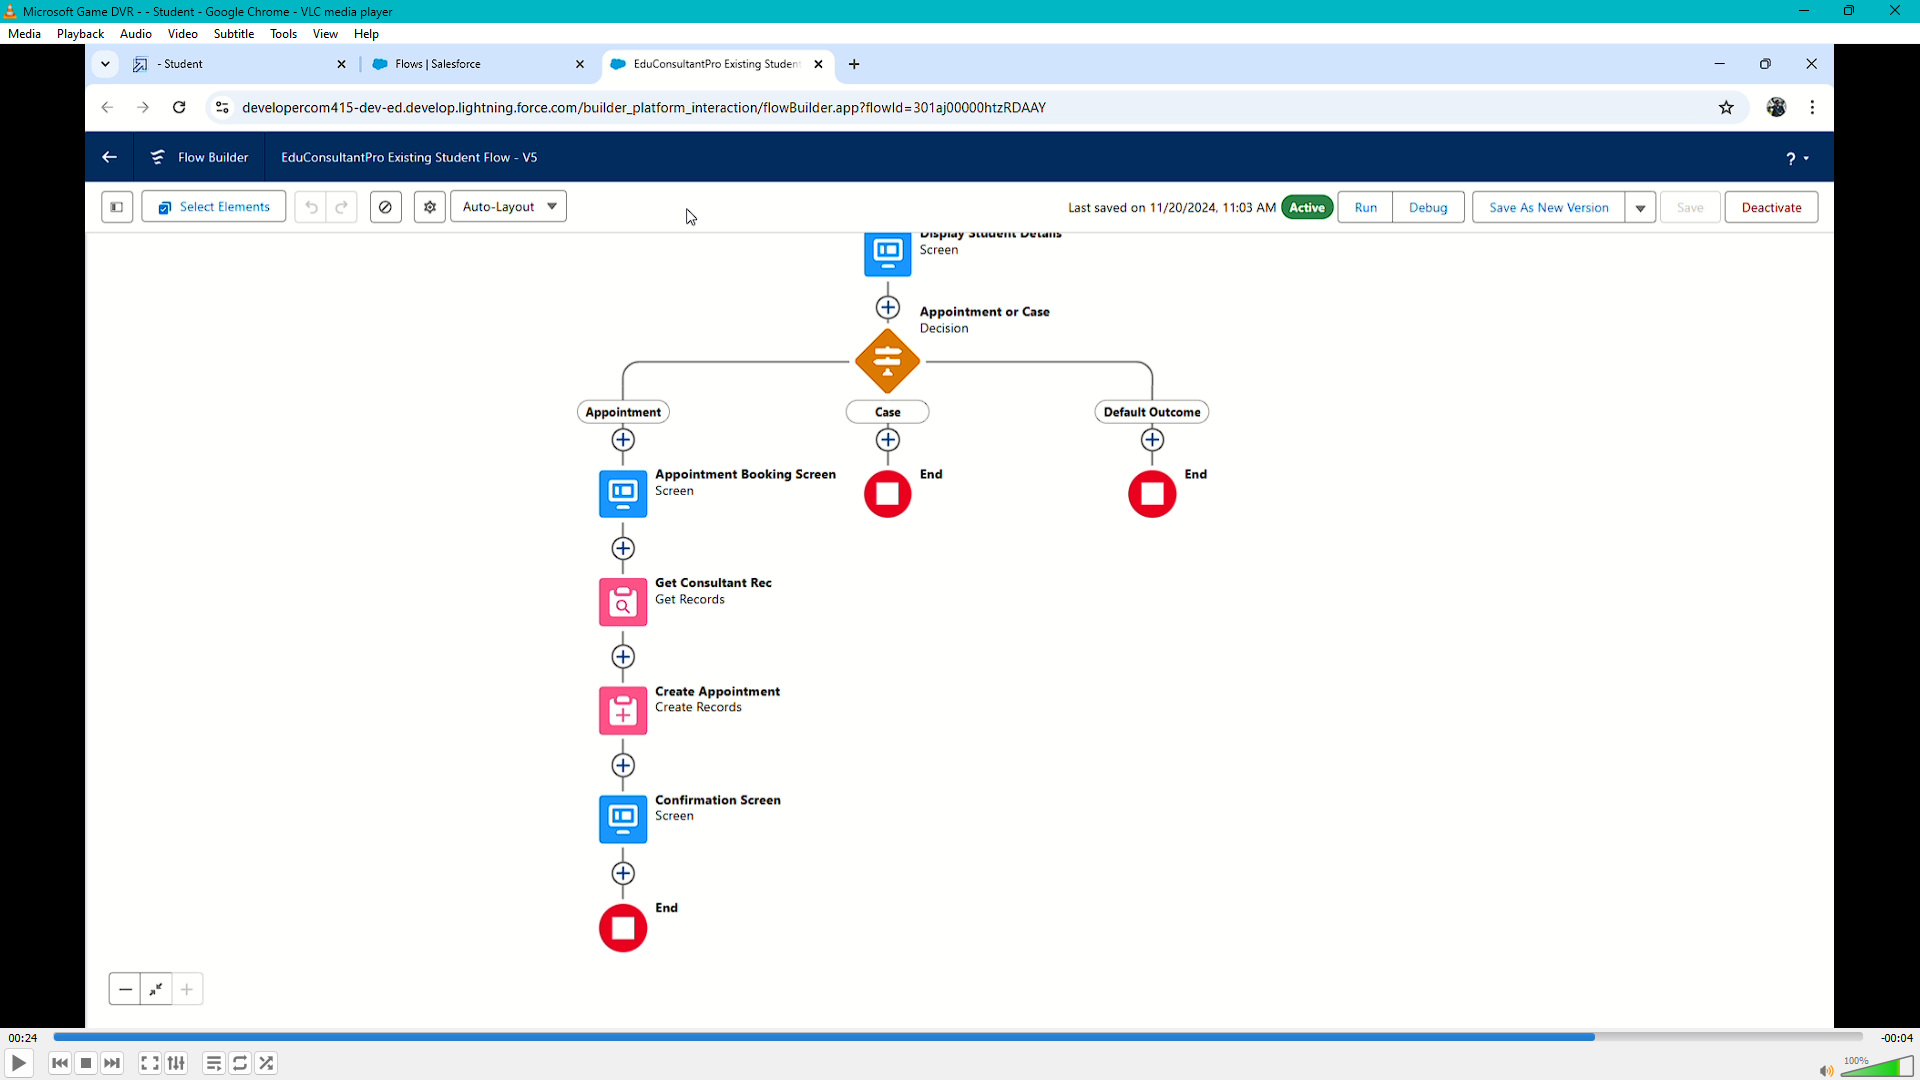 Microsoft Game DVR - - Student - Google Chrome - VLC media player
Media Playback Audio Video Subtitle Tools View Help
- Student
Flows | Salesforce
EduConsultantPro Existing Student
developercom415-dev-ed.develop.lightning.force.com/builder_platform_interaction/flowBuilder.app?flowId=301aj00000htzRDAAY
Flow Builder
EduConsultantPro Existing Student Flow - V5
?
Select Elements
Auto-Layout
Last saved on 11/20/2024, 11:03 AM
Active
Run
Debug
Save As New Version
Save
Deactivate
Display Student Details
Screen
Appointment or Case
Decision
Appointment
Case
Default Outcome
Appointment Booking Screen
Screen
End
End
Get Consultant Rec
Get Records
Create Appointment
Create Records
Confirmation Screen
Screen
End
00:24
-00:04
100%